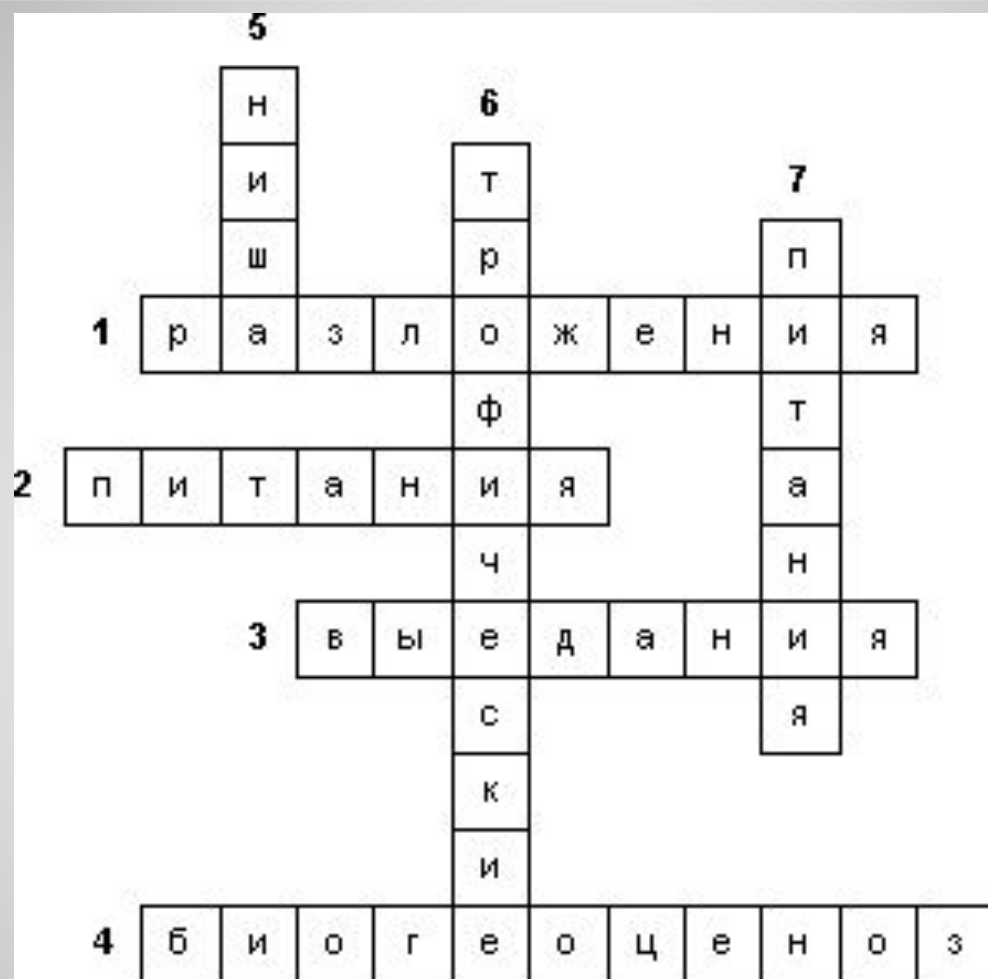 5
н 6
и т 7
ш р п
1 разложения
ф т
2 питания а
ч н
3 выедания
с я
к
и
4 биогеоценоз